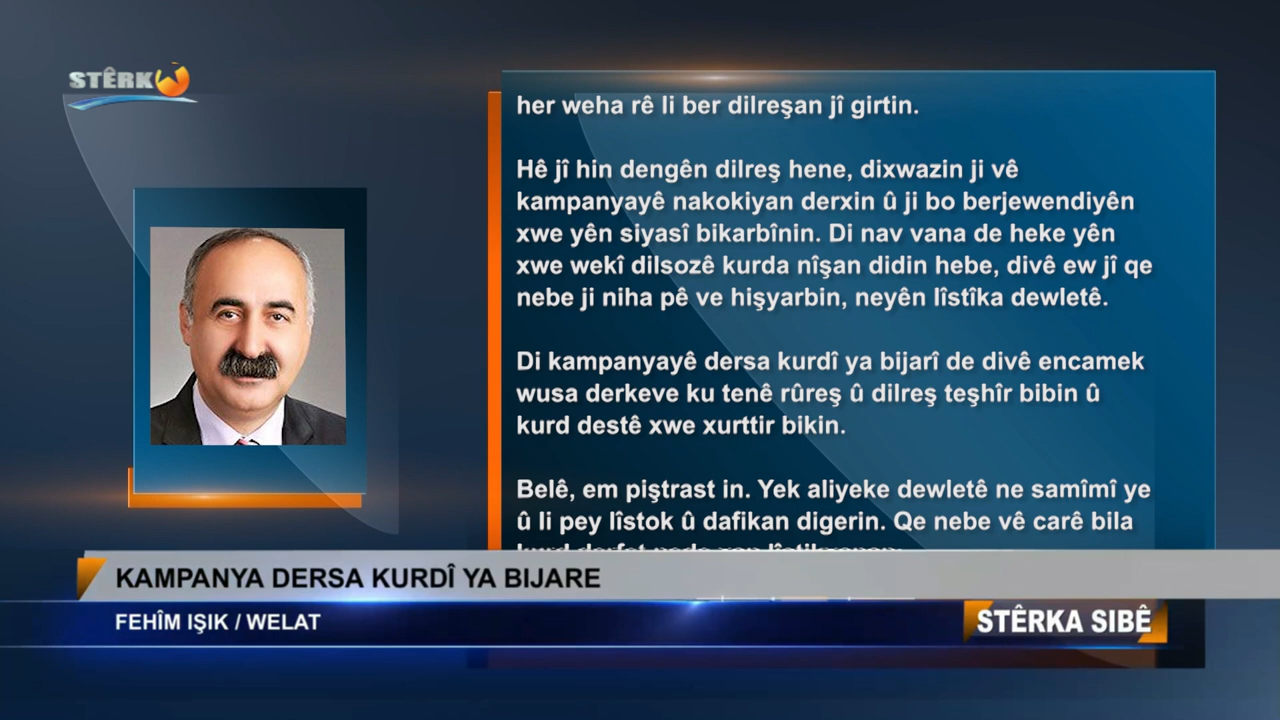 STÊRK
her weha rê li ber dilreşan jî girtin.
Hê jî hin dengên dilreş hene, dixwazin ji vê
kampanyayê nakokiyan derxin û ji bo berjewendiyên
xwe yên siyasî bikarbînin. Di nav vana de heke yên
xwe wekî dilsozê kurda nîşan didin hebe, divê ew jî qe
nebe ji niha pê ve hişyarbin, neyên lîstîka dewletê.
Di kampanyayê dersa kurdî ya bijarî de divê encamek
wusa derkeve ku tenê rûreş û dilreş teşhîr bibin û
kurd destê xwe xurttir bikin.
Belê, em piştrast in. Yek aliyeke dewletê ne samîmî ye
û li pey lîstok û dafikan digerin. Qe nebe vê carê bila
KAMPANYA DERSA KURDÎ YA BIJARE
FEHÎM IŞIK / WELAT
STÊRKA SIBÊ